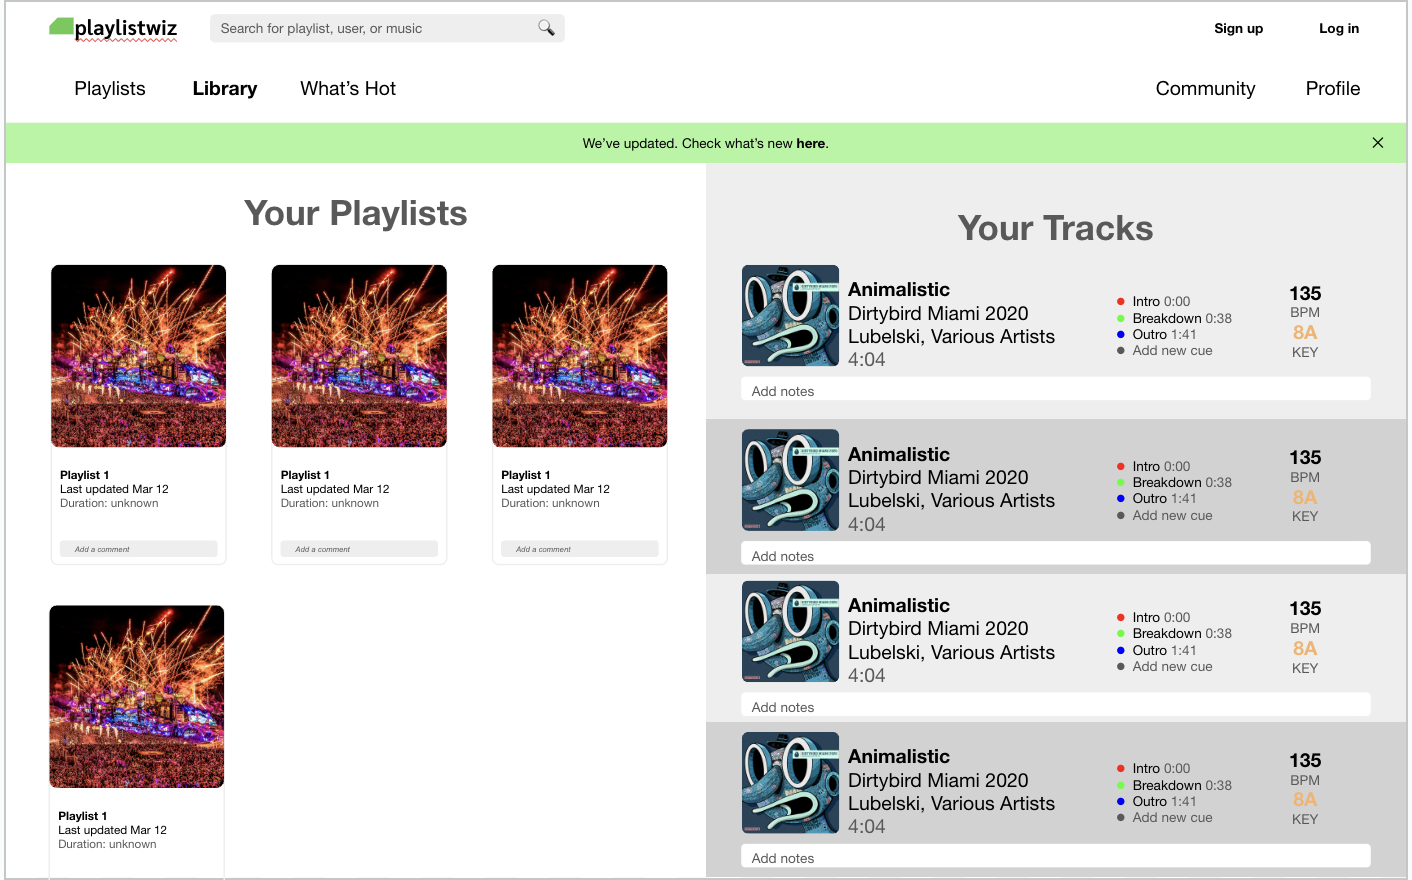 playlistwiz
Search for playlist, user, or music
Sign up
Log in
Playlists
Library
What's Hot
Community
Profile
We've updated. Check what's new here.
Your Playlists
Playlist 1
Last updated Mar 12
Duration: unknown
Add a comment
Playlist 1
Last updated Mar 12
Duration: unknown
Add a comment
Playlist 1
Last updated Mar 12
Duration: unknown
Add a comment
Playlist 1
Last updated Mar 12
Duration: unknown
Your Tracks
Animalistic
Dirtybird Miami 2020
Lubelski, Various Artists
4:04
Intro 0:00
Breakdown 0:38
Outro 1:41
Add new cue
135
BPM
8A
KEY
Add notes
Animalistic
Dirtybird Miami 2020
Lubelski, Various Artists
4:04
Intro 0:00
Breakdown 0:38
Outro 1:41
Add new cue
135
BPM
8A
KEY
Add notes
Animalistic
Dirtybird Miami 2020
Lubelski, Various Artists
4:04
Intro 0:00
Breakdown 0:38
Outro 1:41
Add new cue
135
BPM
8A
KEY
Add notes
Animalistic
Dirtybird Miami 2020
Lubelski, Various Artists
4:04
Intro 0:00
Breakdown 0:38
Outro 1:41
Add new cue
135
BPM
8A
KEY
Add notes